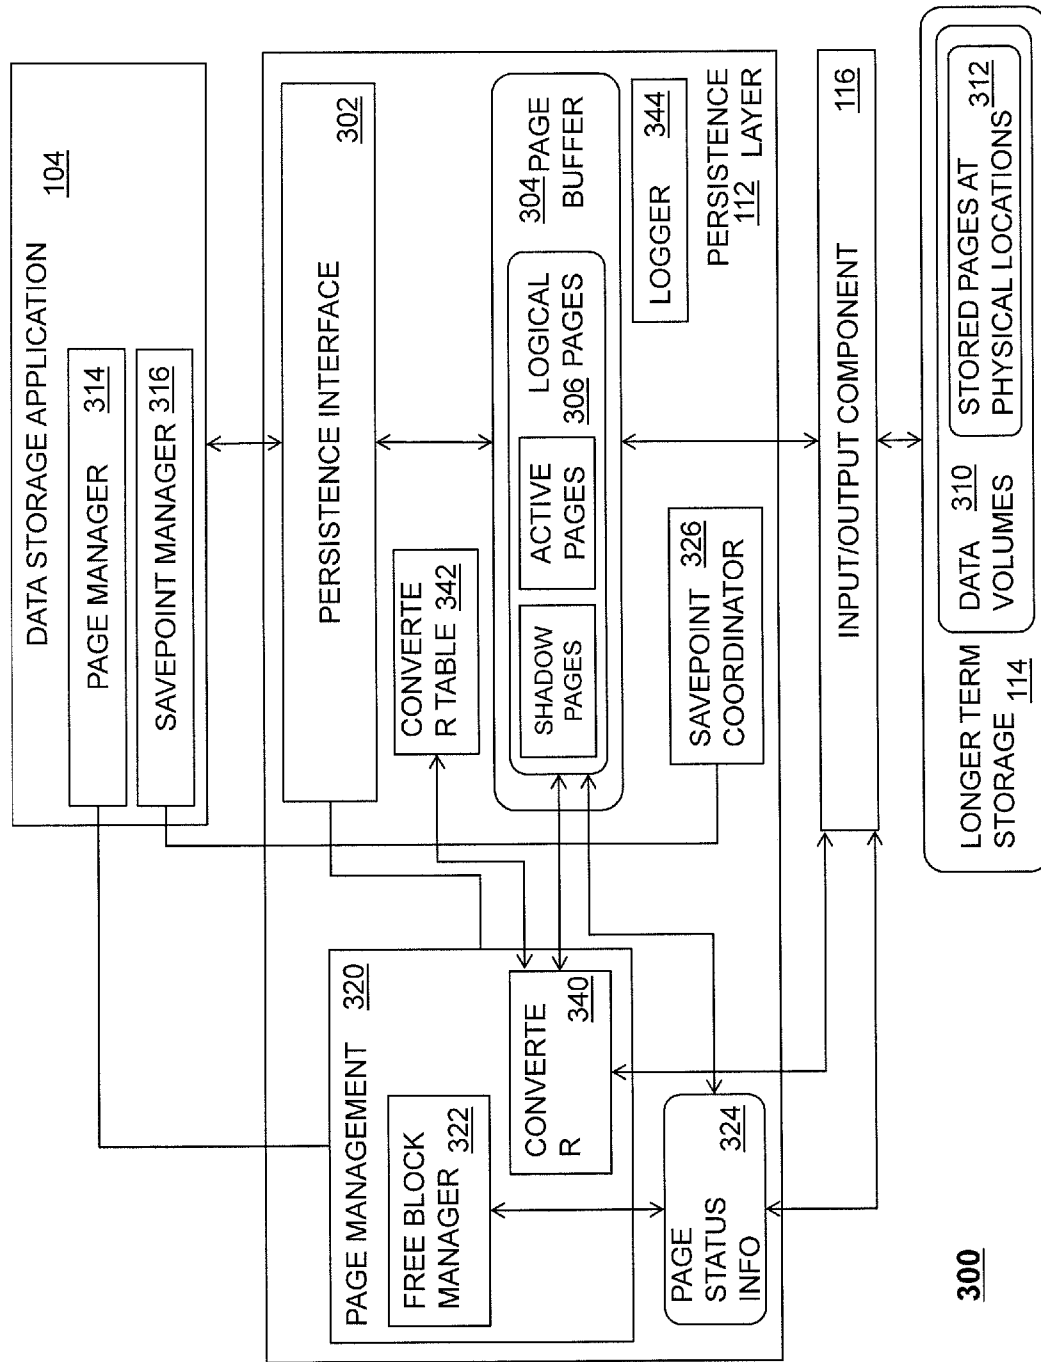 DATA STORAGE APPLICATION
104
PAGE MANAGER
314
SAVEPOINT MANAGER 316
PERSISTENCE INTERFACE
302
PAGE MANAGEMENT
320
FREE BLOCK
MANAGER 322
CONVERTE
R
340
CONVERTE
R TABLE 342
304 PAGE
BUFFER
LOGICAL
306 PAGES
SHADOW
PAGES
ACTIVE
PAGES
LOGGER
344
PERSISTENCE
112 LAYER
PAGE
STATUS
INFO
324
SAVEPOINT
326
COORDINATOR
INPUT/OUTPUT COMPONENT
116
LONGER TERM
STORAGE
114
DATA 310
VOLUMES
STORED PAGES AT
312
PHYSICAL LOCATIONS
300